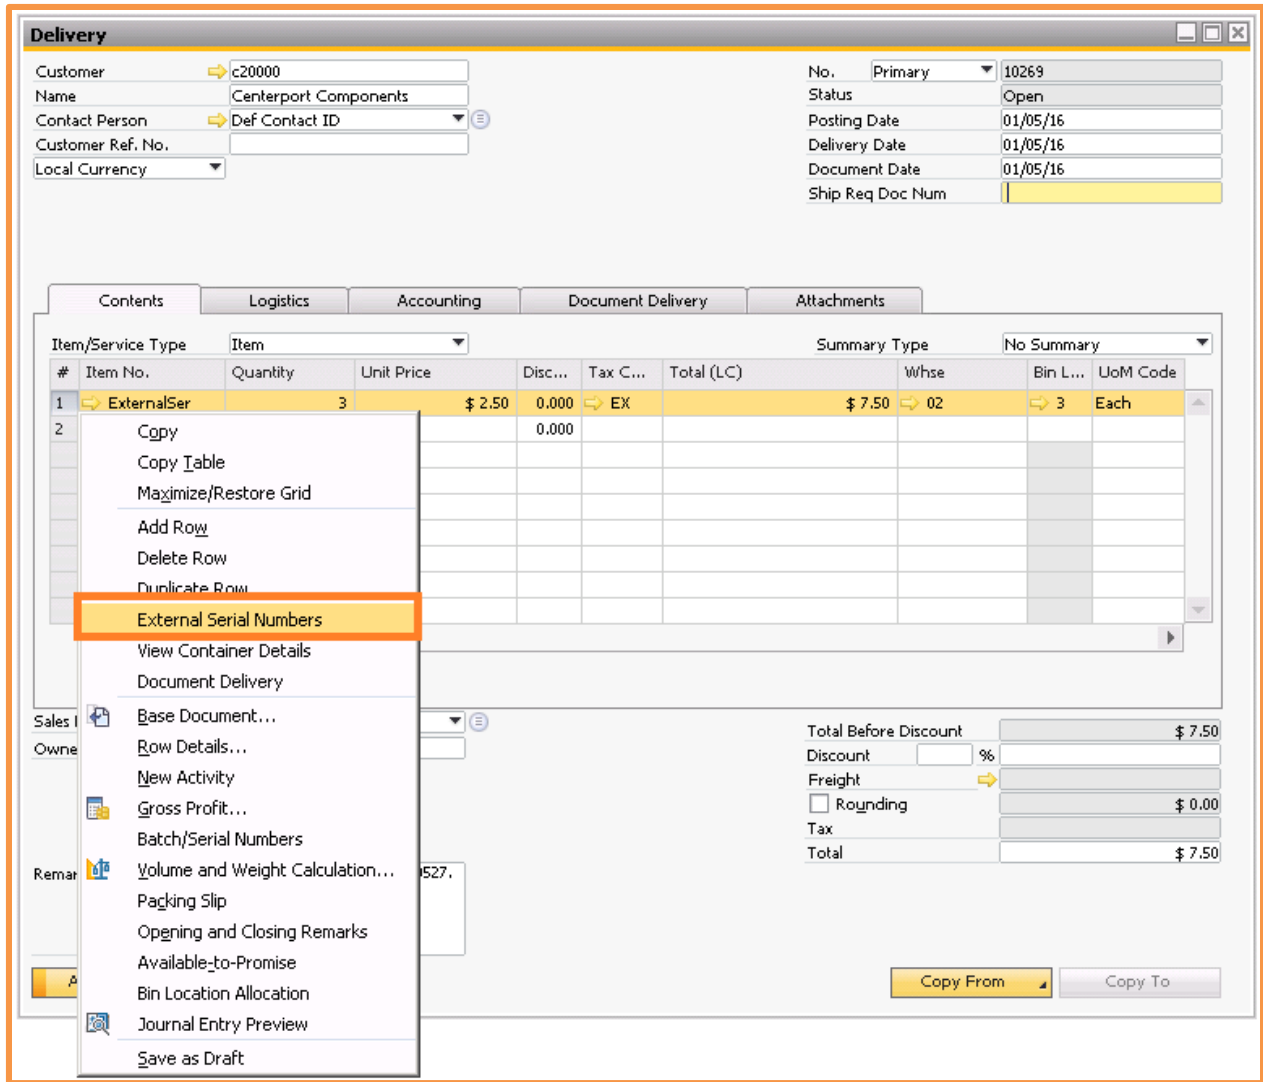 Delivery
Customer c20000
Name Centerport Components
Contact Person Def Contact ID
Customer Ref. No.
Local Currency
No. Primary 10269
Status Open
Posting Date 01/05/16
Delivery Date 01/05/16
Document Date 01/05/16
Ship Req Doc Num
Contents Logistics Accounting Document Delivery Attachments
Item/Service Type Item Summary Type No Summary
# Item No. Quantity Unit Price Disc... Tax C... Total (LC) Whse Bin L... UoM Code
1 ExternalSer 3 $ 2.50 0.000 EX $ 7.50 02 3 Each
2 0.000
Copy
Copy Table
Maximize/Restore Grid
Add Row
Delete Row
Duplicate Row
External Serial Numbers
View Container Details
Document Delivery
Base Document...
Row Details...
New Activity
Gross Profit...
Batch/Serial Numbers
Volume and Weight Calculation...
Packing Slip
Opening and Closing Remarks
Available-to-Promise
Bin Location Allocation
Journal Entry Preview
Save as Draft
Sales
Total Before Discount $ 7.50
Discount %
Freight
Rounding $ 0.00
Tax
Total $ 7.50
Copy From Copy To